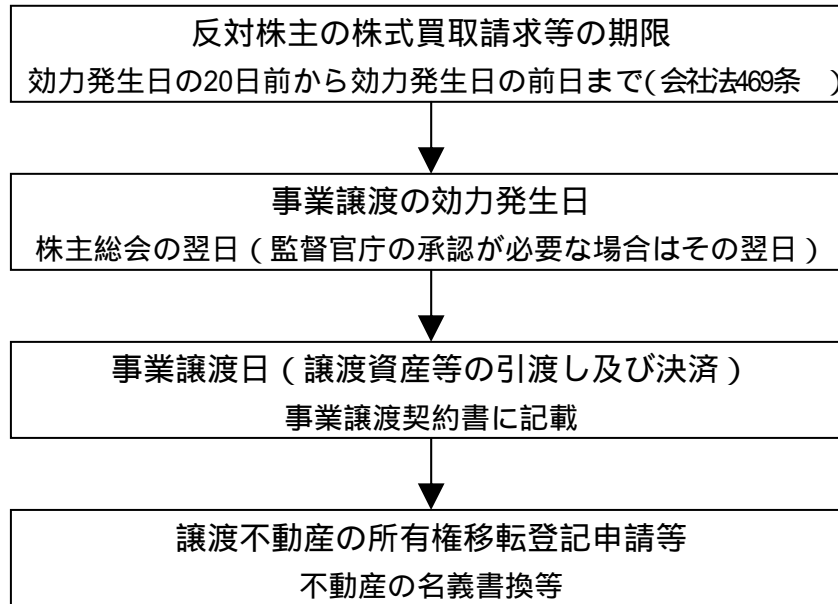 反対株主の株式買取請求等の期限
効力発生日の20日前から効力発生日の前日まで(会社法469条　)
事業譲渡の効力発生日
株主総会の翌日(監督官庁の承認が必要な場合はその翌日)
事業譲渡日(譲渡資産等の引渡し及び決済)
事業譲渡契約書に記載
譲渡不動産の所有権移転登記申請等
不動産の名義書換等